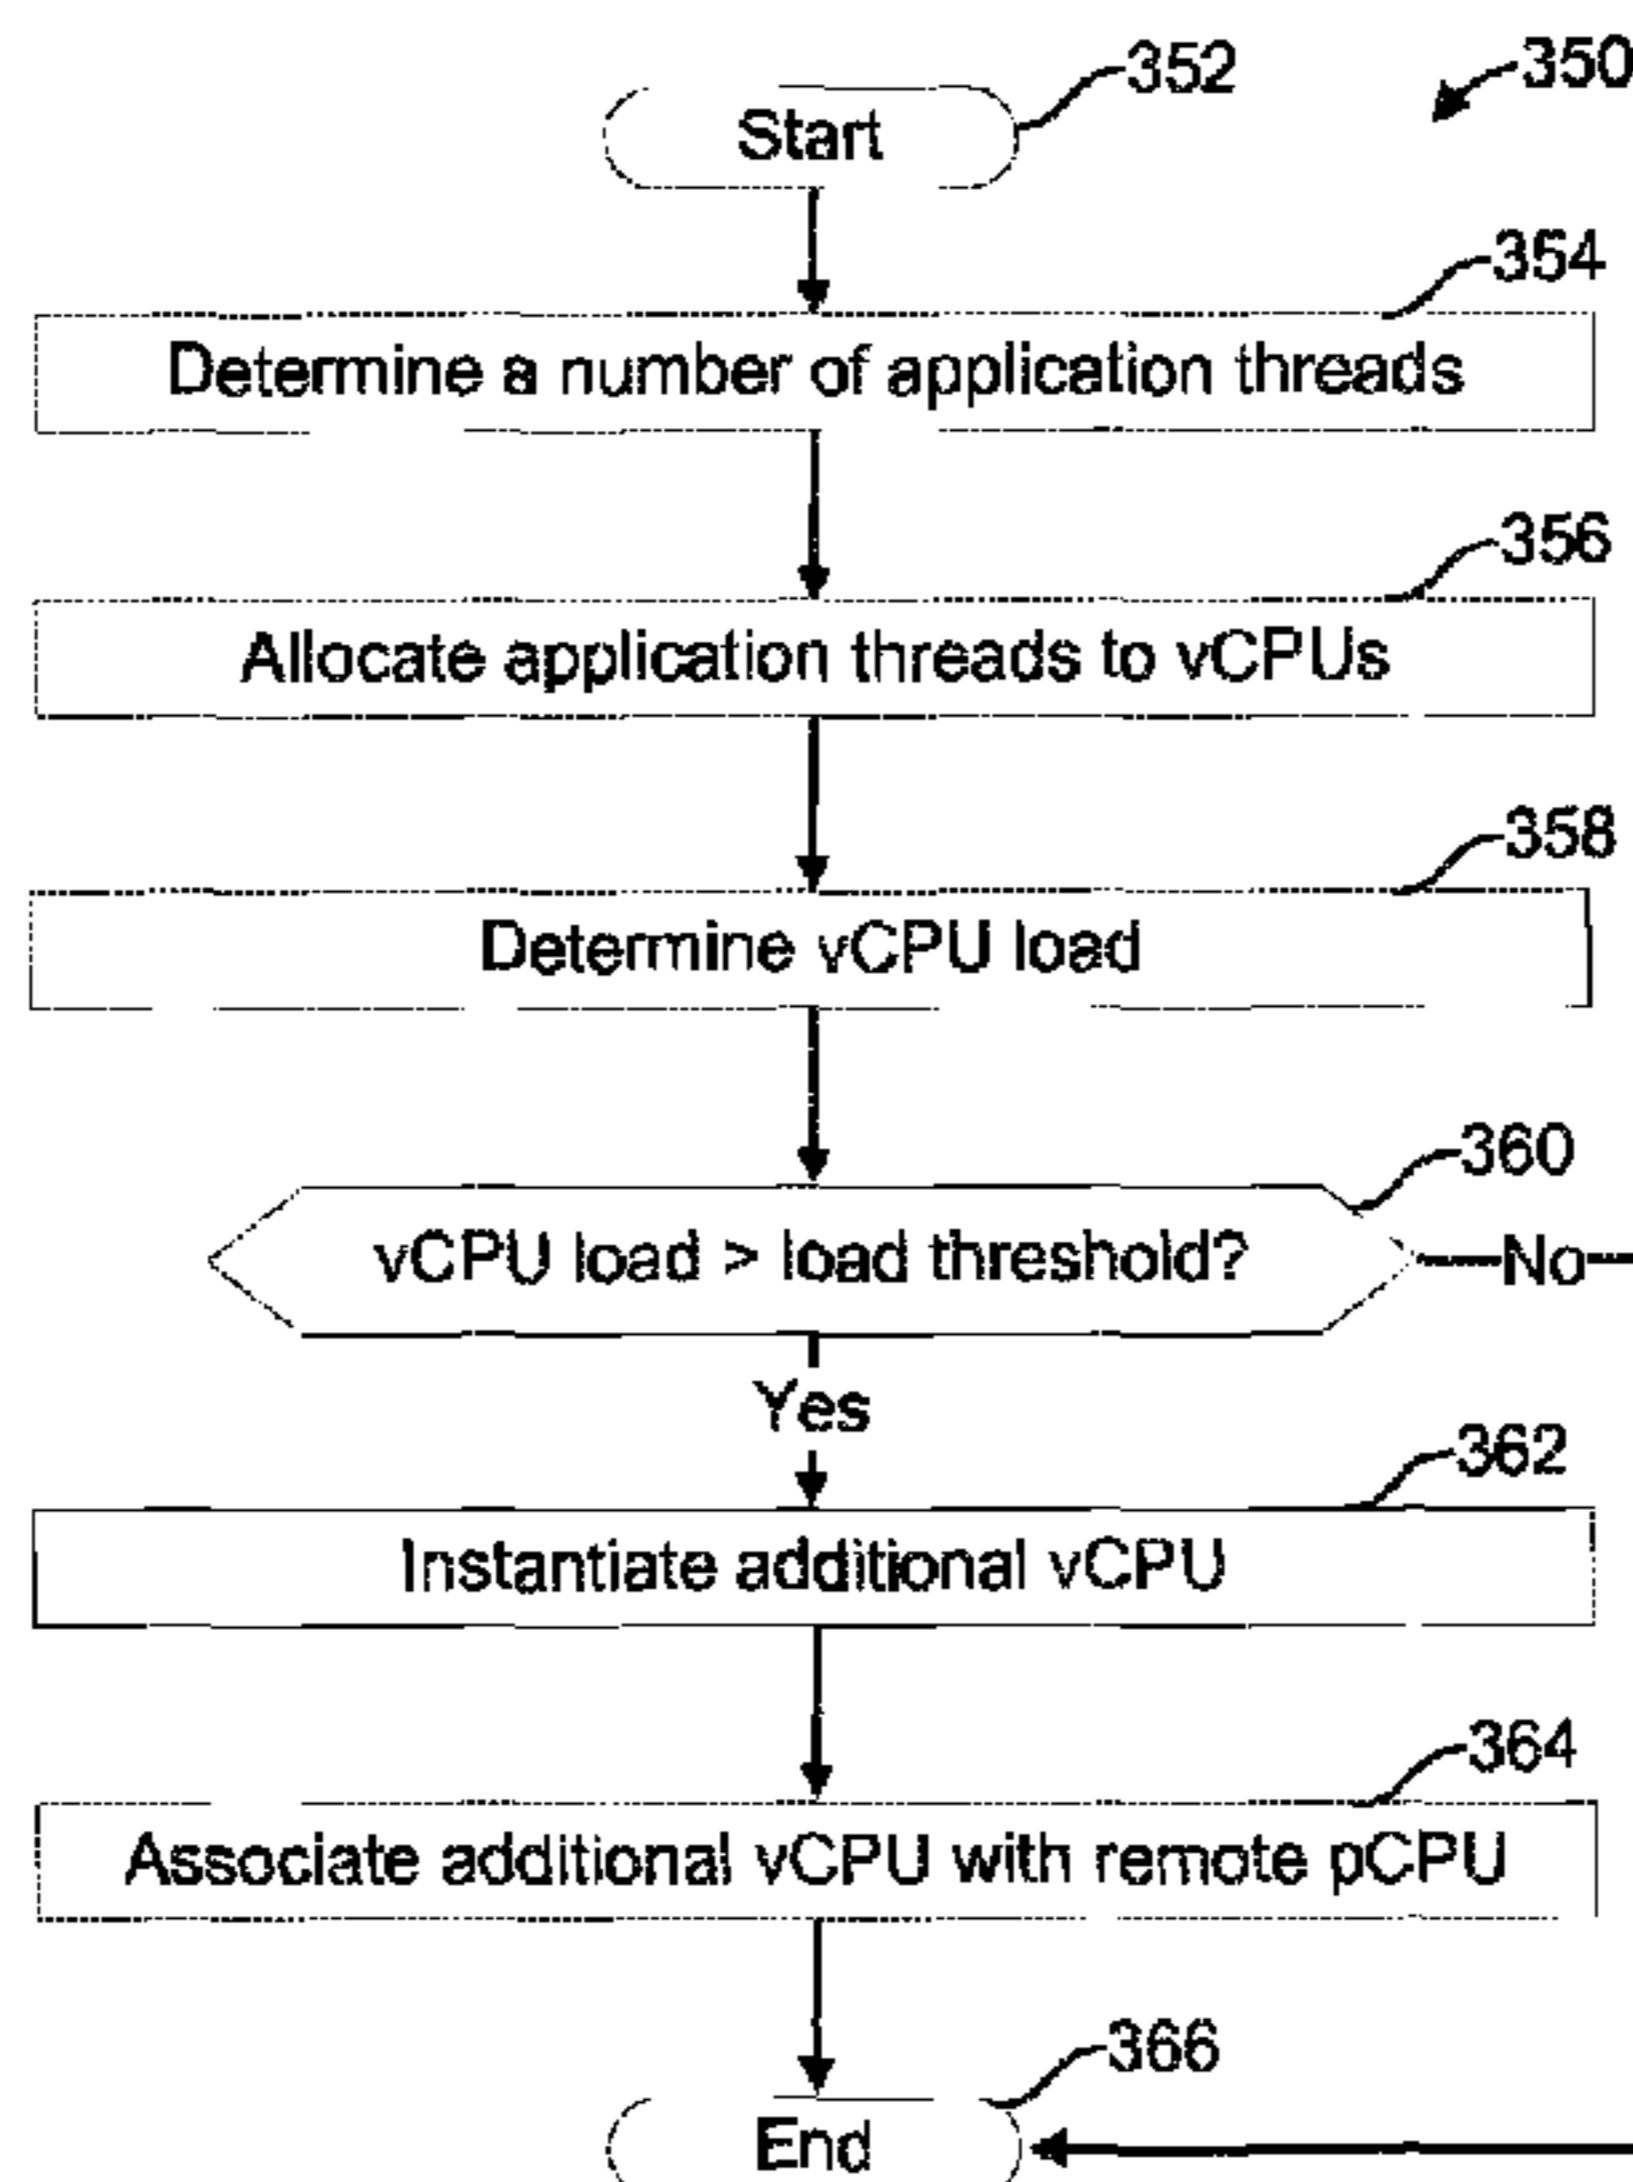 352
350
Start
354
Determine a number of application threads
356
Allocate application threads to vCPUs
358
Determine vCPU load
360
vCPU load > load threshold?
No
Yes
362
Instantiate additional vCPU
364
Associate additional vCPU with remote pCPU
366
End